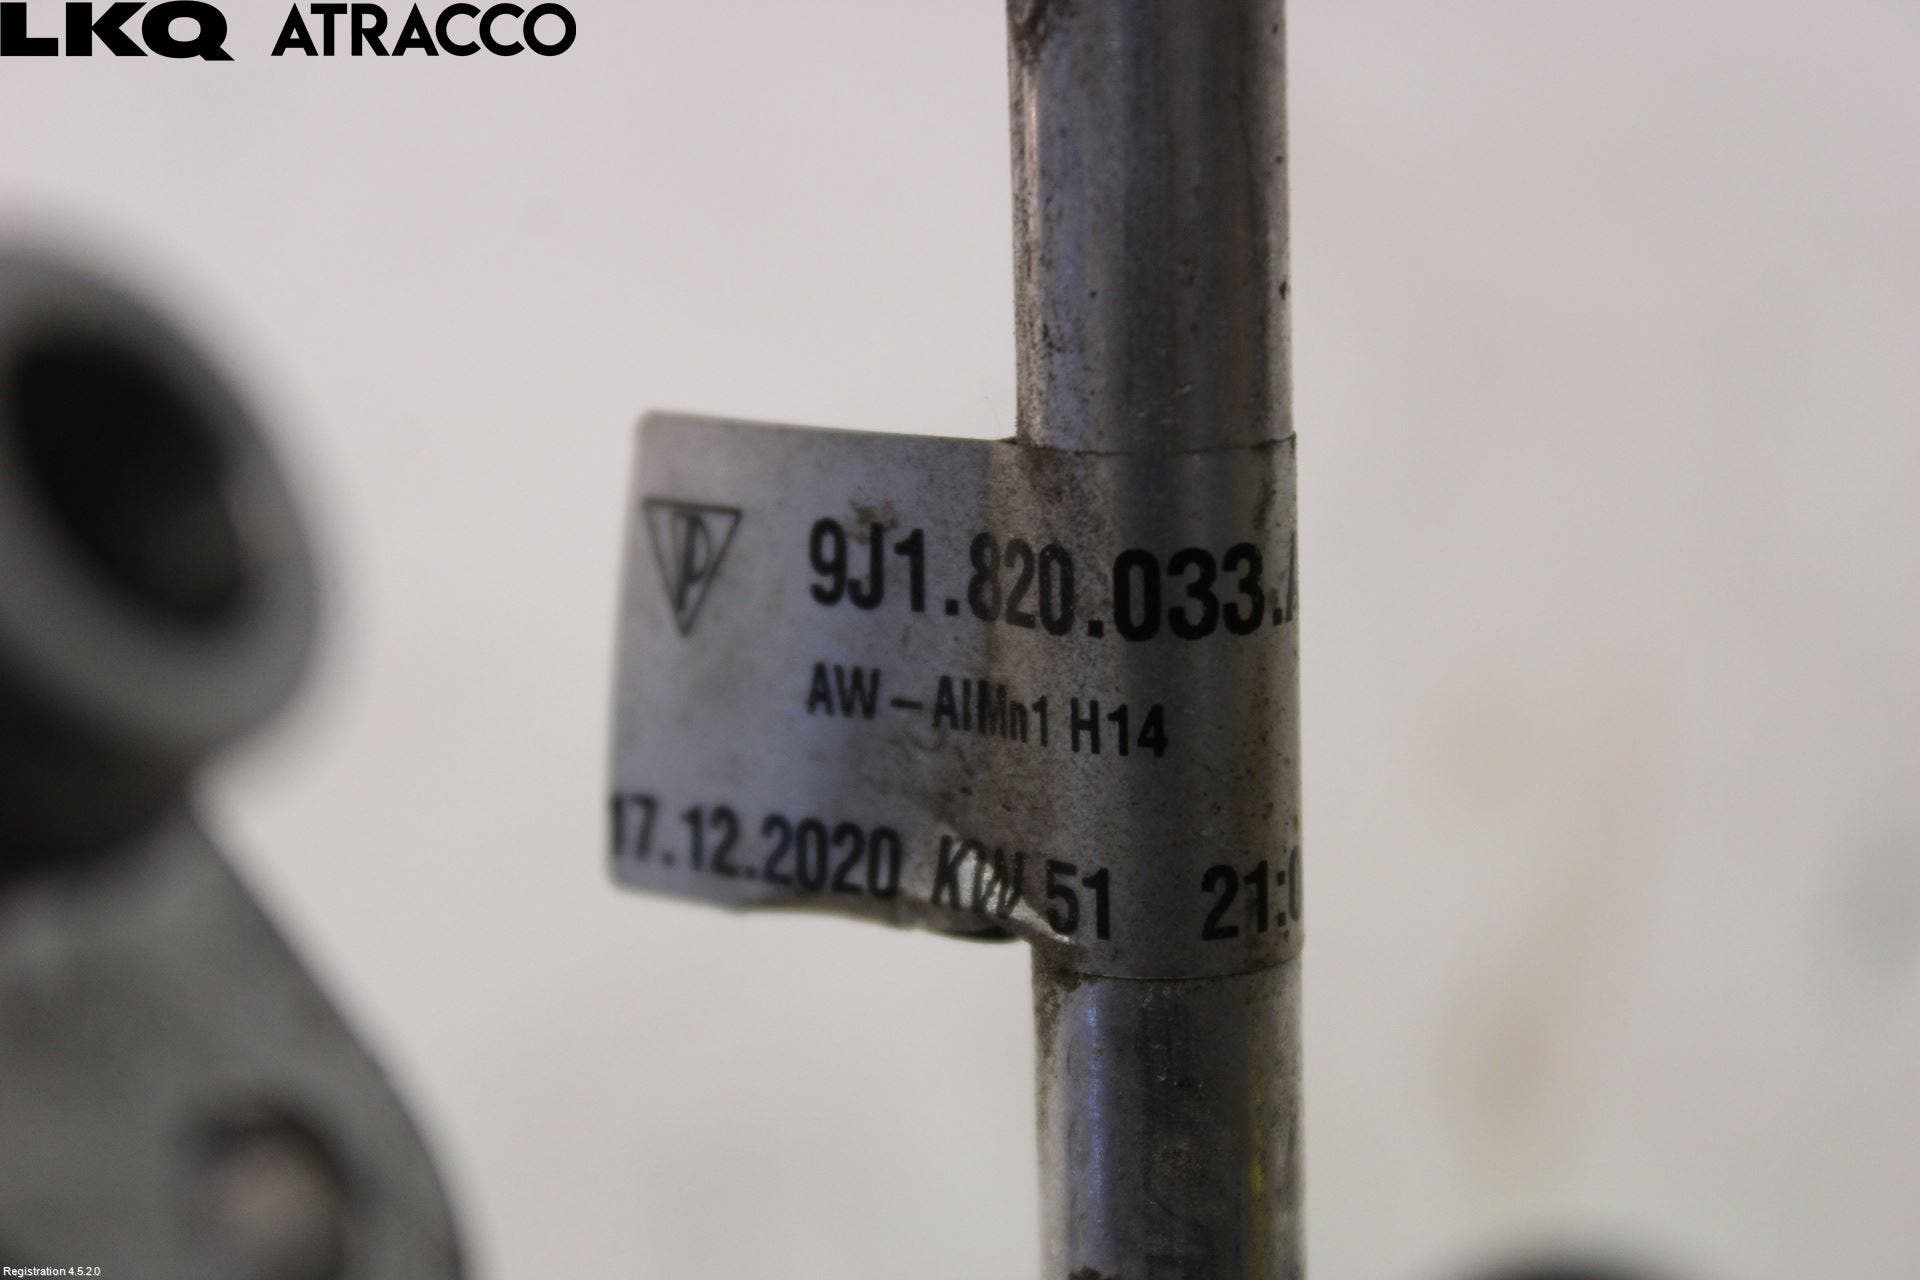 LKQ ATRACCO
9J1.820.033.
AW-AlMn1 H14
17.12.2020 KW 51 21:
Registration 4.5.2.0